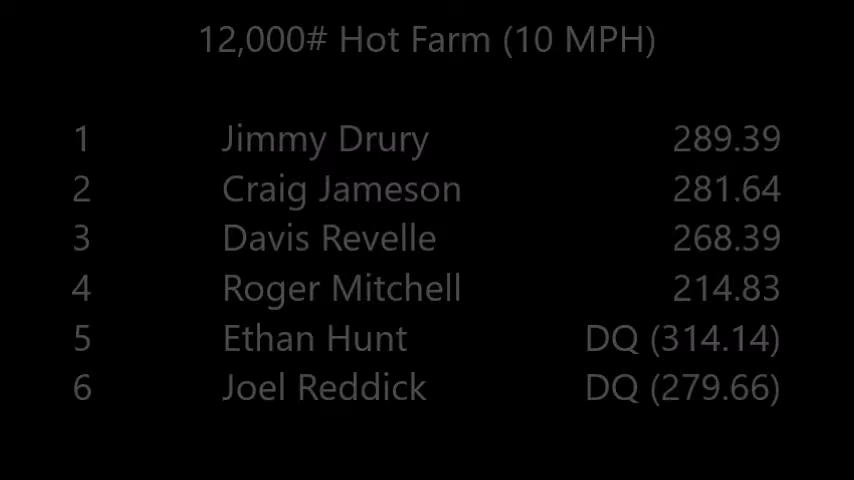 12,000# Hot Farm (10 MPH)
1 Jimmy Drury 289.39
2 Craig Jameson 281.64
3 Davis Revelle 268.39
4 Roger Mitchell 214.83
5 Ethan Hunt DQ (314.14)
6 Joel Reddick DQ (279.66)